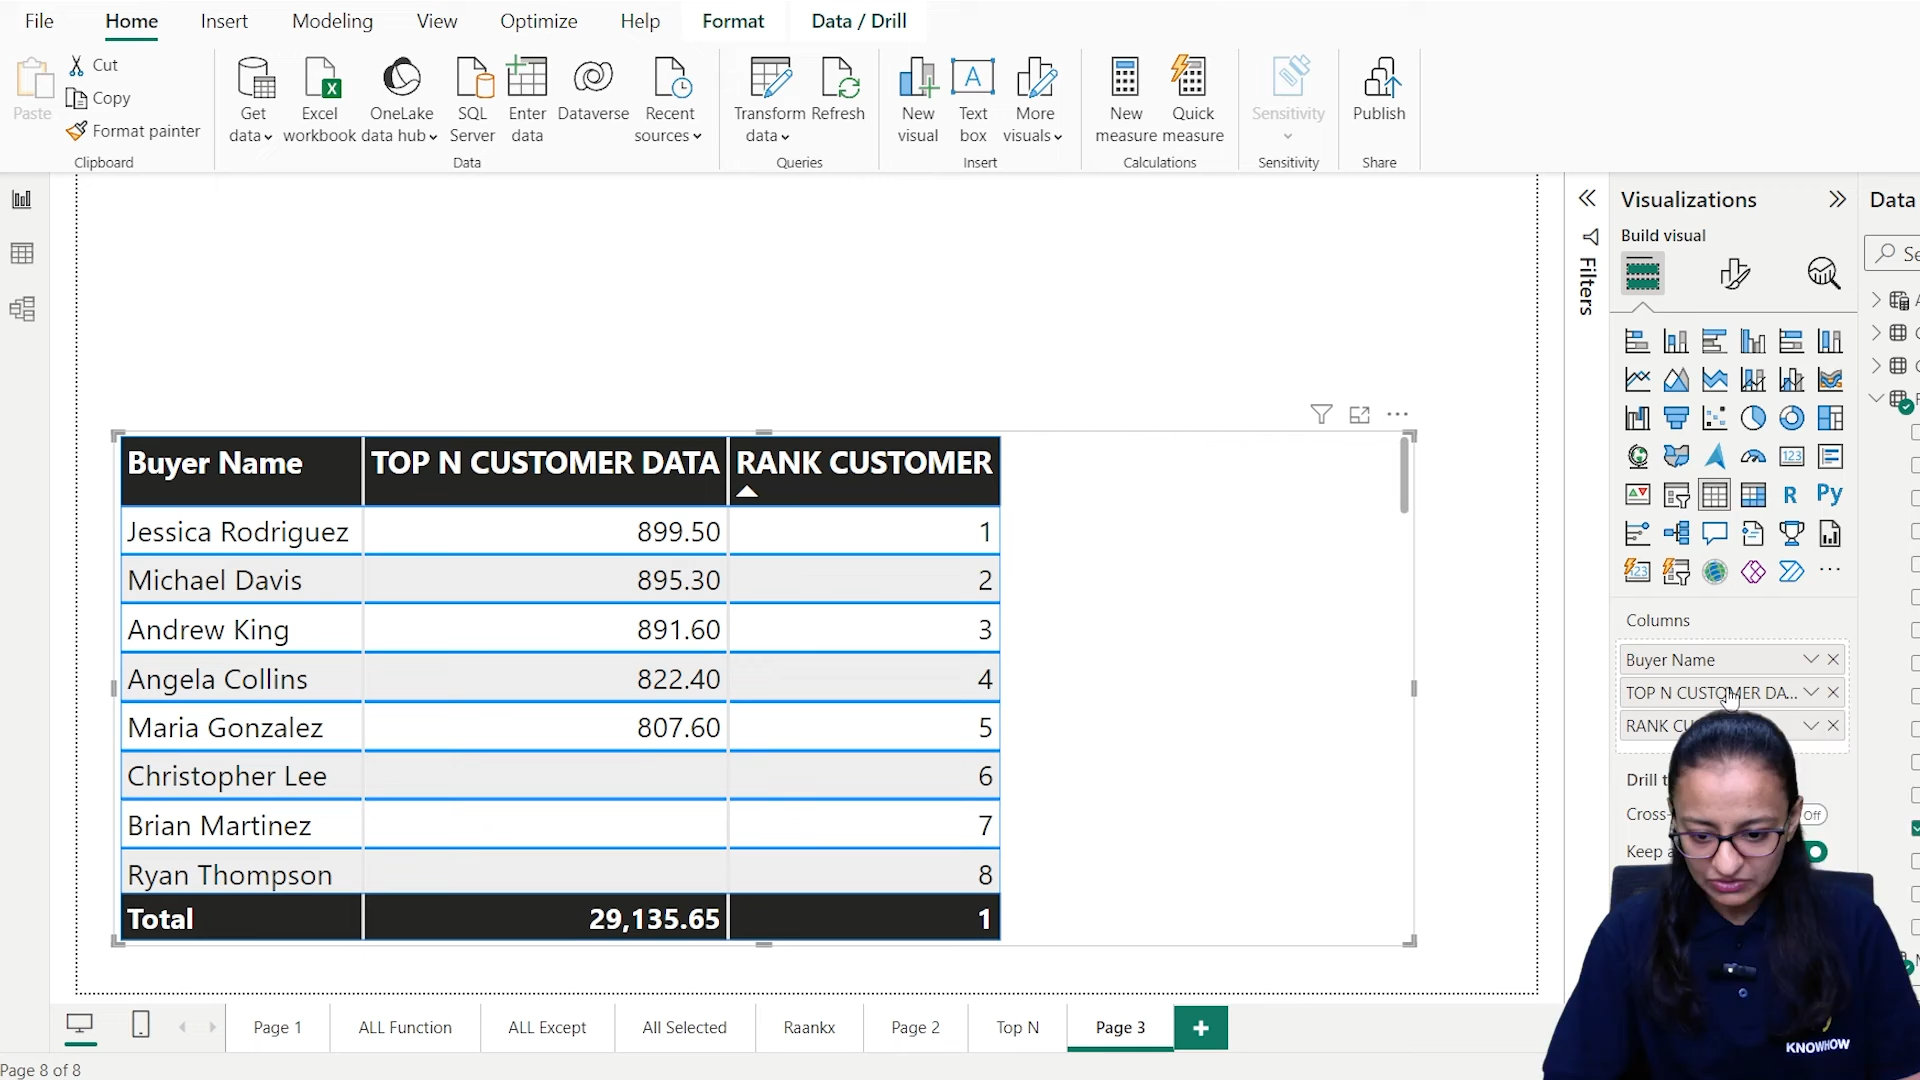 File Home Insert Modeling View Optimize Help Format Data / Drill
Paste
Cut
Copy
Format painter
Clipboard
Get data
Excel workbook
OneLake data hub
SQL Server
Enter data
Dataverse
Recent sources
Data
Transform data
Refresh
Queries
New visual
Text box
More visuals
Insert
New measure
Quick measure
Calculations
Sensitivity
Sensitivity
Publish
Share
Filters
Visualizations
Build visual
R Py
123
Columns
Buyer Name
TOP N CUSTOMER DA...
RANK
Off
Data
Buyer Name TOP N CUSTOMER DATA RANK CUSTOMER
Jessica Rodriguez 899.50 1
Michael Davis 895.30 2
Andrew King 891.60 3
Angela Collins 822.40 4
Maria Gonzalez 807.60 5
Christopher Lee 6
Brian Martinez 7
Ryan Thompson 8
Total 29,135.65 1
Page 1 ALL Function ALL Except All Selected Raankx Page 2 Top N Page 3
Page 8 of 8
KNOWHOW